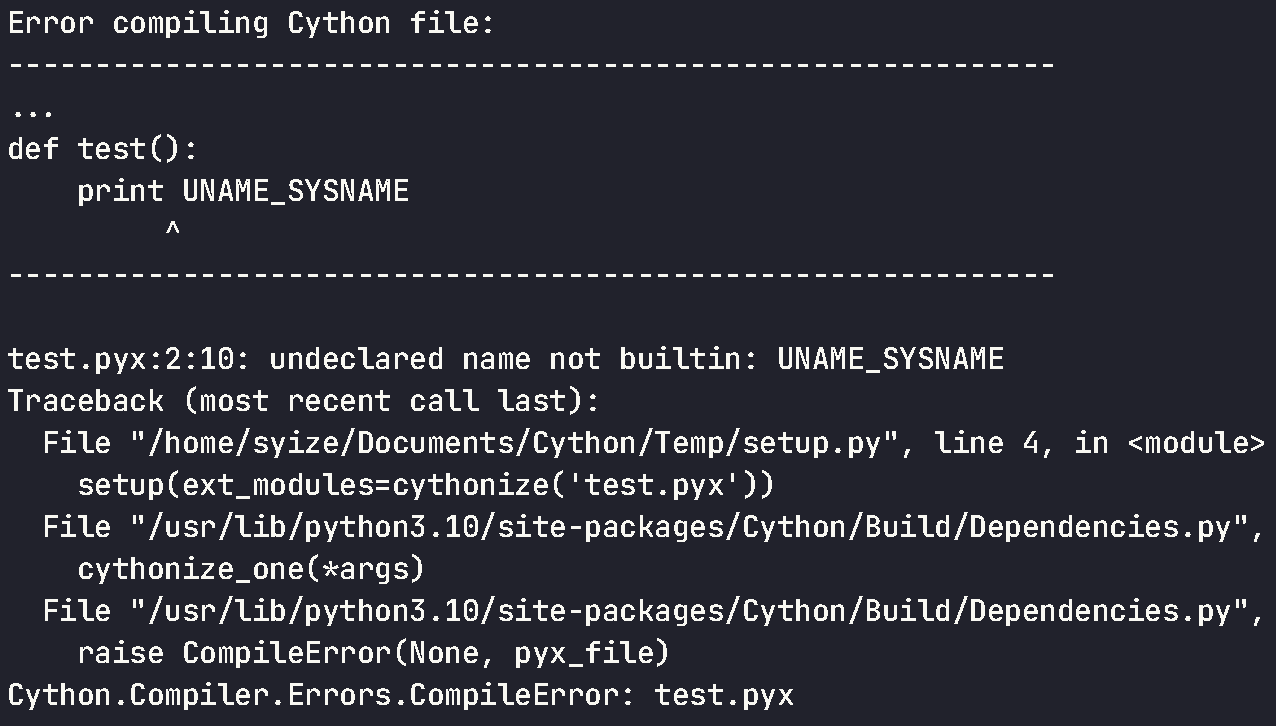 Error compiling Cython file:
------------------------------------------------------------
...
def test():
    print UNAME_SYSNAME
         ^
------------------------------------------------------------

test.pyx:2:10: undeclared name not builtin: UNAME_SYSNAME
Traceback (most recent call last):
  File "/home/syize/Documents/Cython/Temp/setup.py", line 4, in <module>
    setup(ext_modules=cythonize('test.pyx'))
  File "/usr/lib/python3.10/site-packages/Cython/Build/Dependencies.py",
    cythonize_one(*args)
  File "/usr/lib/python3.10/site-packages/Cython/Build/Dependencies.py",
    raise CompileError(None, pyx_file)
Cython.Compiler.Errors.CompileError: test.pyx